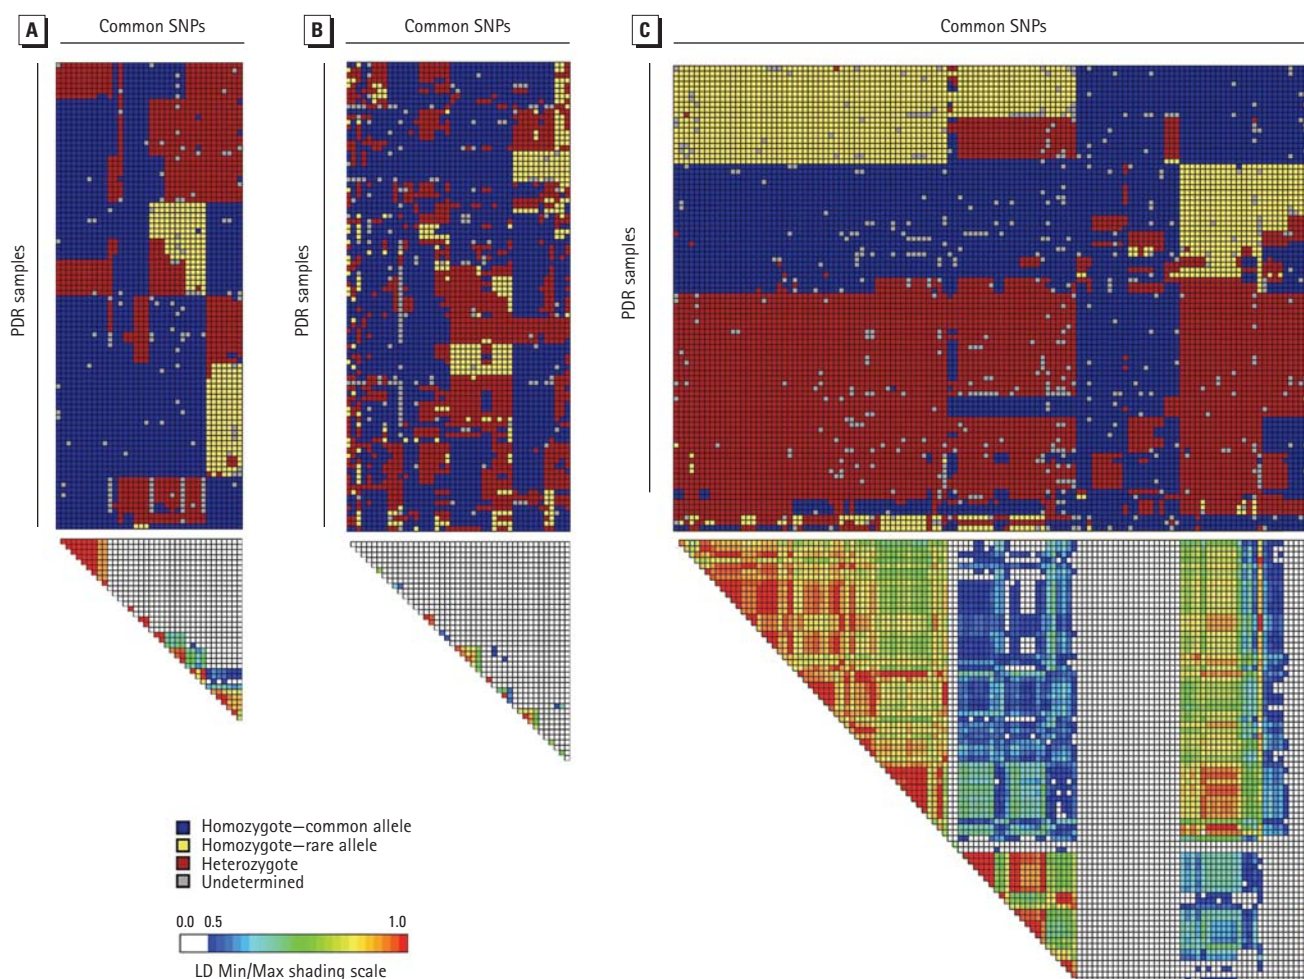 A
Common SNPs
B
Common SNPs
C
Common SNPs
PDR samples
PDR samples
PDR samples
Homozygote—common allele
Homozygote—rare allele
Heterozygote
Undetermined
0.0 0.5 1.0
LD Min/Max shading scale